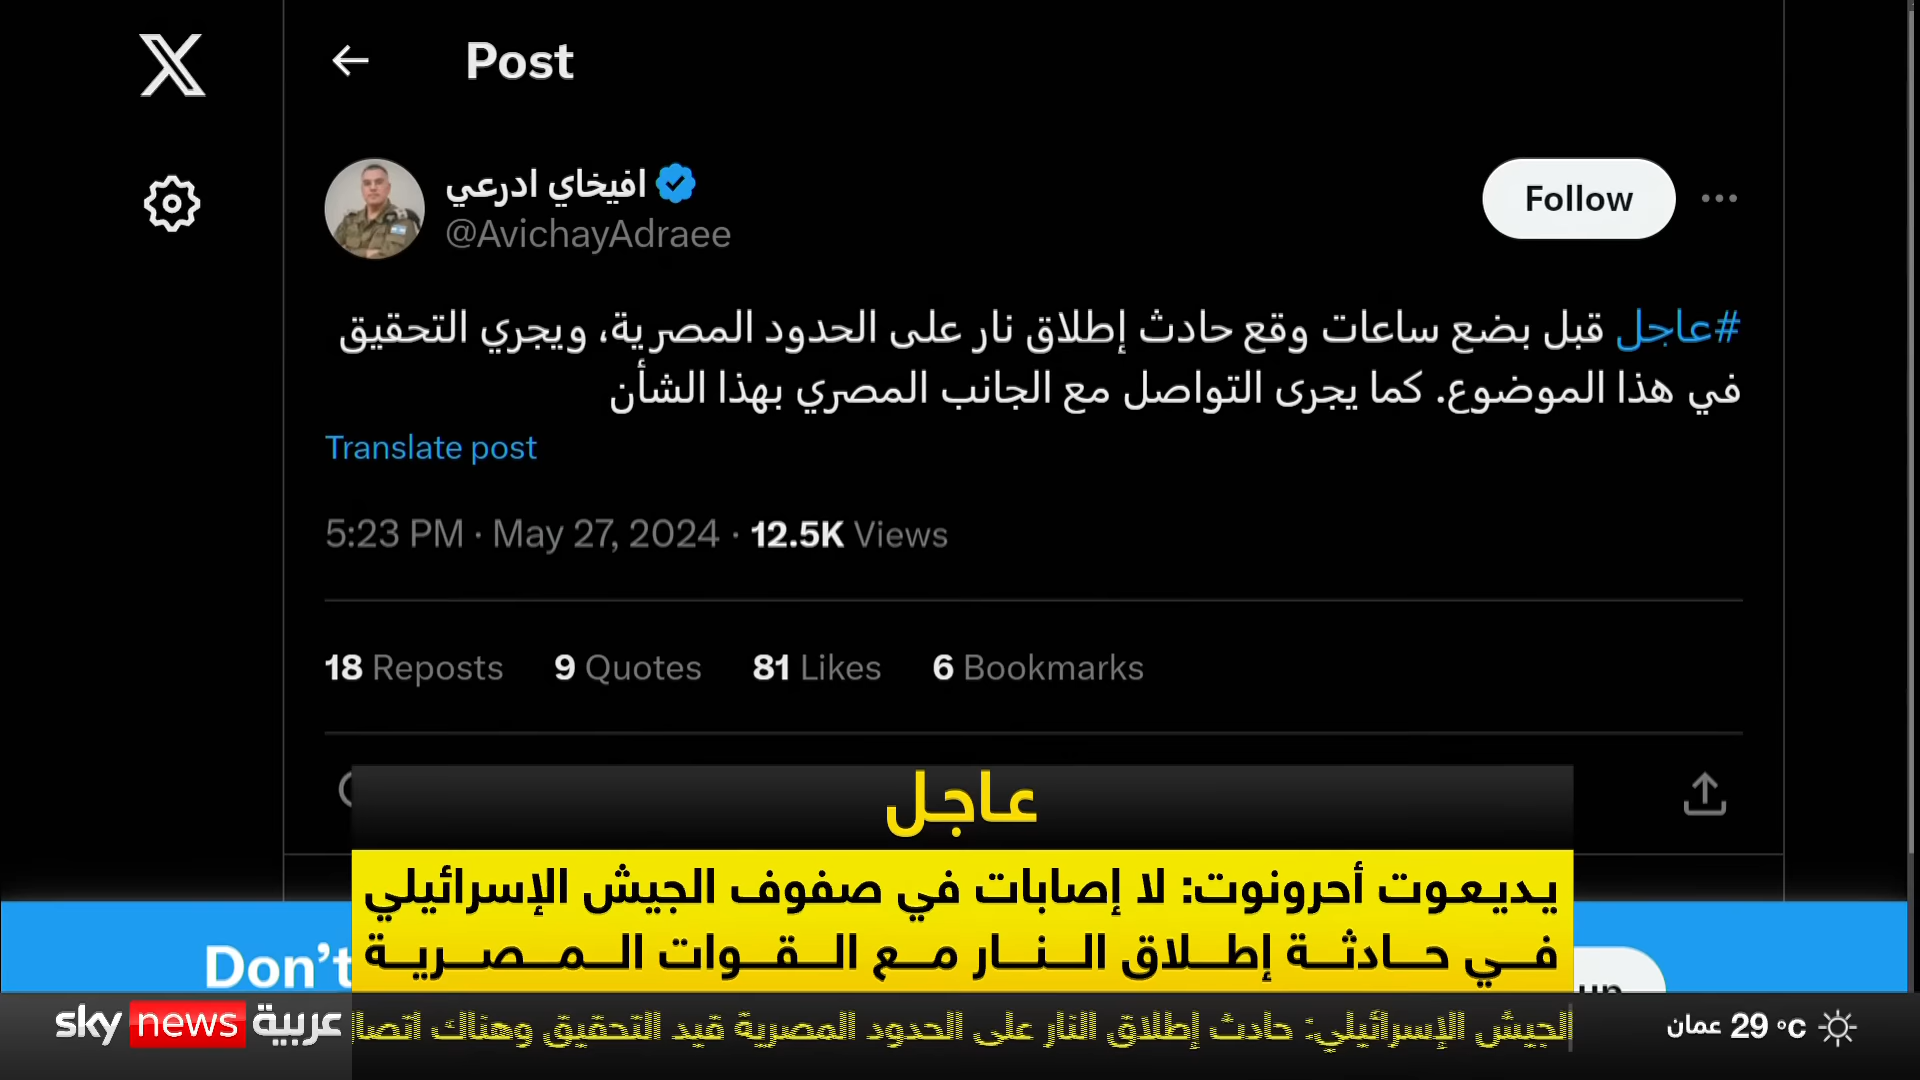 Post
افيخاي ادرعي
@AvichayAdraee
Follow
#عاجل قبل بضع ساعات وقع حادث إطلاق نار على الحدود المصرية، ويجري التحقيق
في هذا الموضوع. كما يجرى التواصل مع الجانب المصري بهذا الشأن
Translate post
5:23 PM · May 27, 2024 · 12.5K Views
18 Reposts 9 Quotes 81 Likes 6 Bookmarks
عاجل
يديعوت أحرونوت: لا إصابات في صفوف الجيش الإسرائيلي
في حادثة إطلاق النار مع القوات المصرية
Don't
up
sky news عربية
الجيش الإسرائيلي: حادث إطلاق النار على الحدود المصرية قيد التحقيق وهناك اتصا
عمان 29 °C